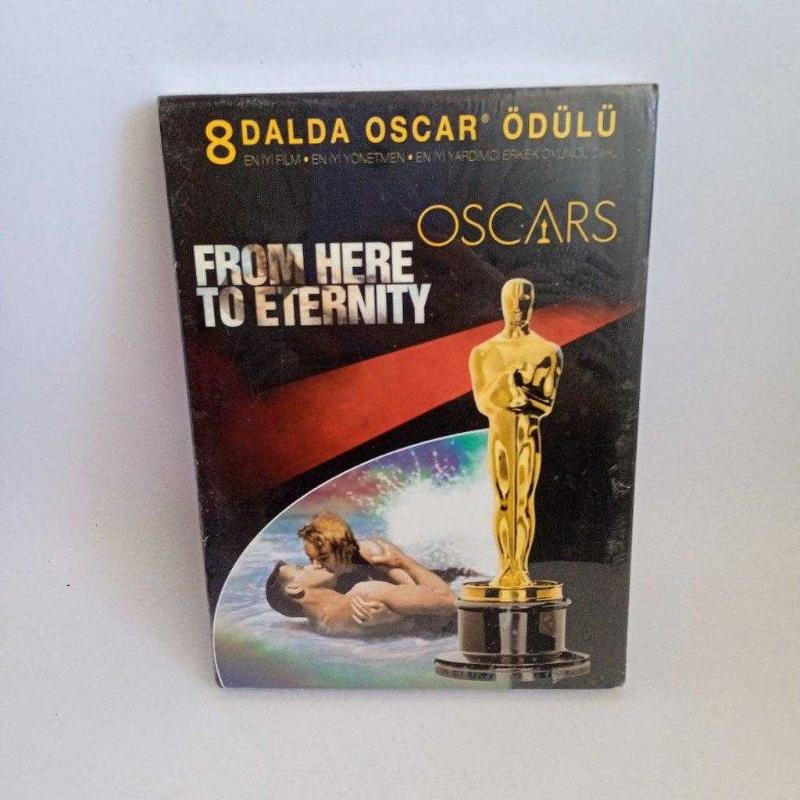 8 DALDA OSCAR® ÖDÜLÜ
EN İYİ FİLM • EN İYİ YÖNETMEN • EN İYİ YARDIMCI ERKEK OYUNCU DAHİL
OSCARS
FROM HERE
TO ETERNITY